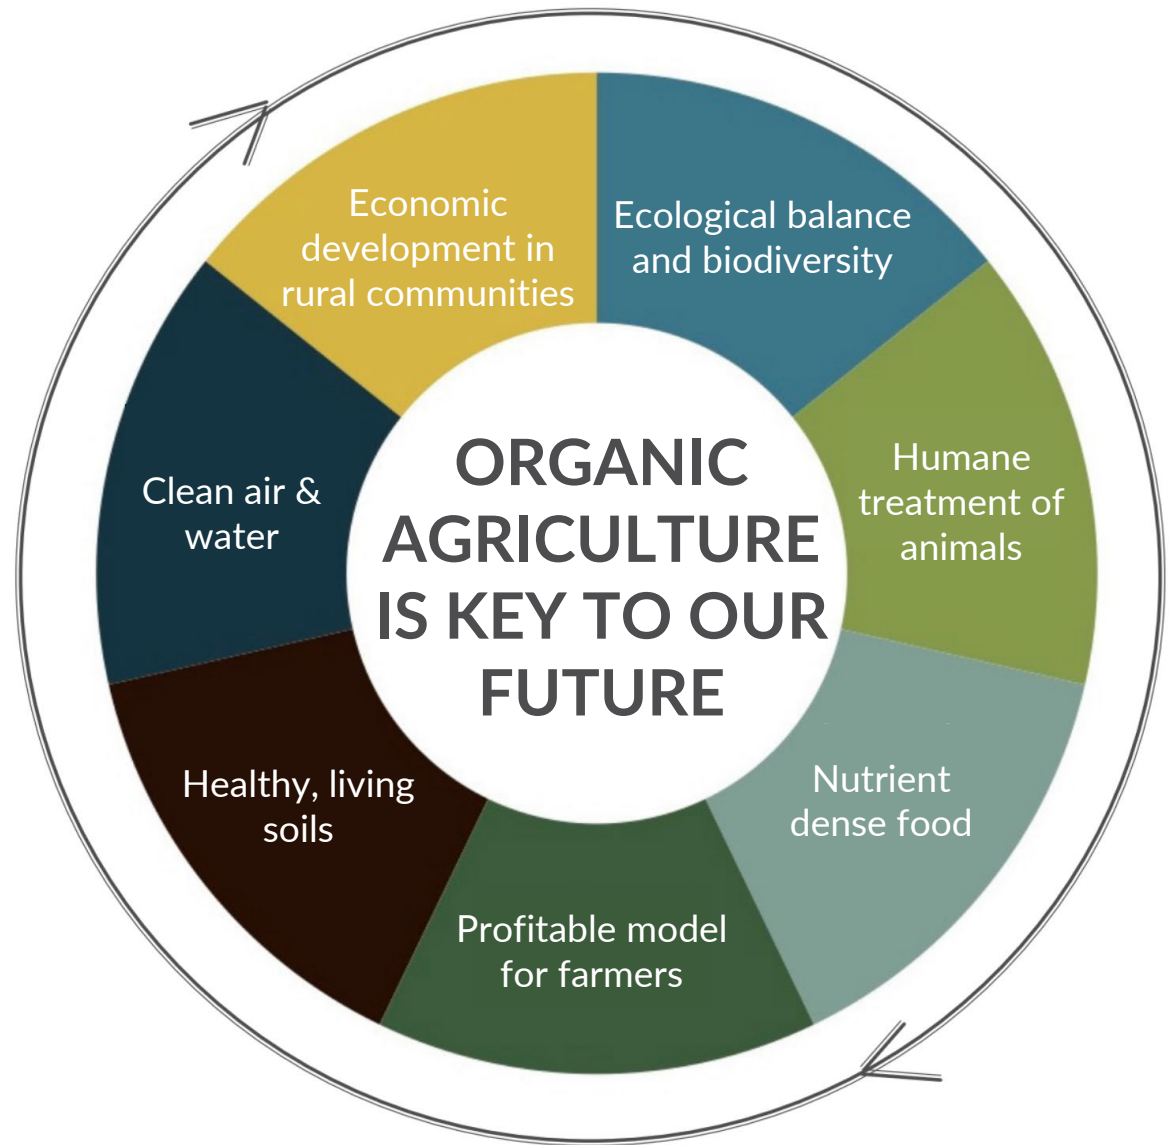 Economic
development in
rural communities
Ecological balance
and biodiversity
Humane
treatment of
animals
Nutrient
dense food
Profitable model
for farmers
Healthy, living
soils
Clean air &
water
ORGANIC
AGRICULTURE
IS KEY TO OUR
FUTURE